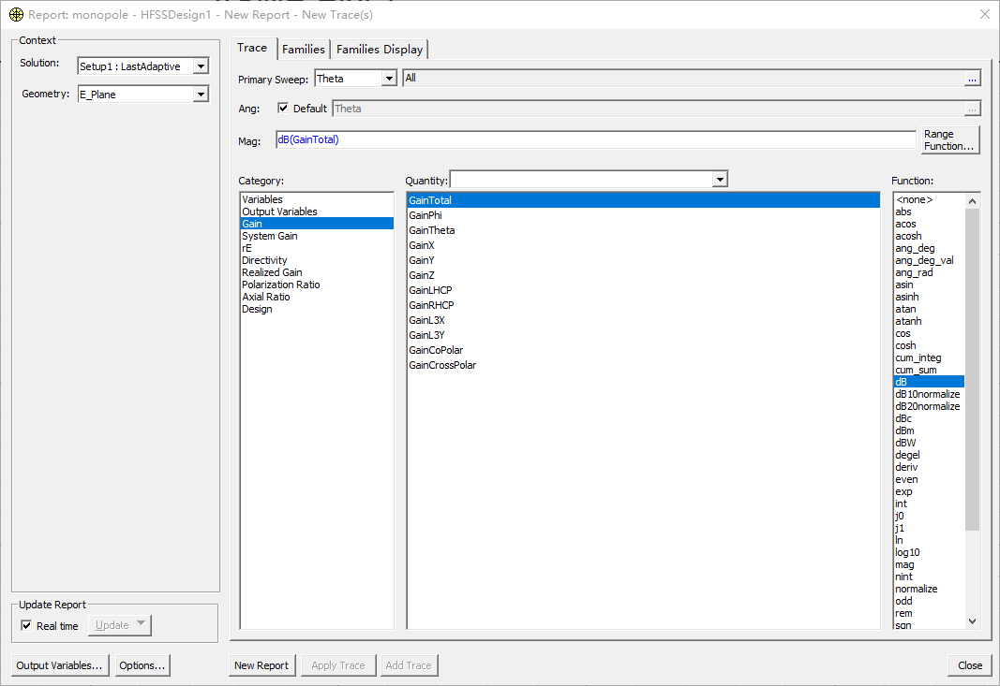 Report: monopole - HFSSDesign1 - New Report - New Trace(s)
Context
Solution:
Setup1 : LastAdaptive
Geometry:
E_Plane
Trace
Families
Families Display
Primary Sweep:
Theta
All
...
Ang:
Default
Theta
...
Mag:
dB(GainTotal)
Range
Function...
Category:
Variables
Output Variables
Gain
System Gain
rE
Directivity
Realized Gain
Polarization Ratio
Axial Ratio
Design
Quantity:
GainTotal
GainPhi
GainTheta
GainX
GainY
GainZ
GainLHCP
GainRHCP
GainL3X
GainL3Y
GainCoPolar
GainCrossPolar
Function:
<none>
abs
acos
acosh
ang_deg
ang_deg_val
ang_rad
asin
asinh
atan
atanh
cos
cosh
cum_integ
cum_sum
dB
dB10normalize
dB20normalize
dBc
dBm
dBW
degel
deriv
even
exp
int
j0
j1
ln
log10
mag
nint
normalize
odd
rem
sgn
Update Report
Real time
Update
Output Variables...
Options...
New Report
Apply Trace
Add Trace
Close